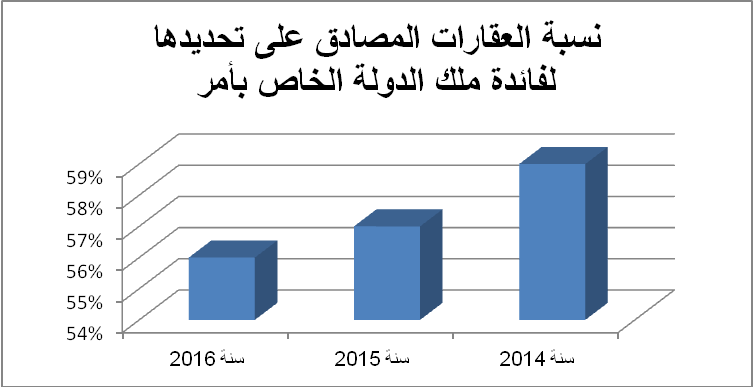 نسبة العقارات المصادق على تحديدها
لفائدة ملك الدولة الخاص بأمر
59%
58%
57%
56%
55%
54%
سنة 2014
سنة 2015
سنة 2016